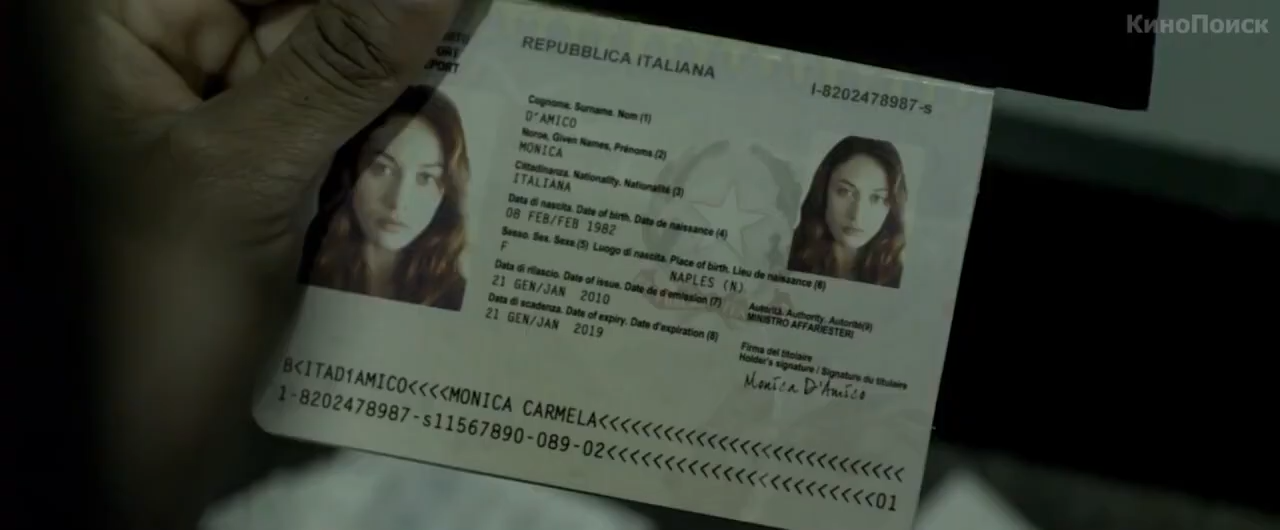 КиноПоиск
PORT
REPUBBLICA ITALIANA
I-8202478987-s
Cognome. Surname. Nom (1)
D'AMICO
Nome, Given Names, Prénoms (2)
MONICA
Cittadinanza. Nationality. Nationalité (3)
ITALIANA
Data di nascita. Date of birth. Date de naissance (4)
08 FEB/FEB 1982
Sesso. Sex. Sexe.(5) Luogo di nascita. Place of birth. Lieu de naissance (6)
F NAPLES (N)
Data di rilascio. Date of issue. Date de d'emission (7)
21 GEN/JAN 2010
Autorità. Authority. Autorité(9)
MINISTRO AFFARIESTERI
Data di scadenza. Date of expiry. Date d'expiration (8)
21 GEN/JAN 2019
Firma del titolaire
Holder's signature / Signature du titulaire
Monica D'Amico
B<ITAD1AMICO<<<<MONICA CARMELA<<<<<<<<<<<<<<<<<<<<<<<<<<<
I-8202478987-s11567890-089-02<<<<<<<<<<<<<<<<<<<<<<<<01